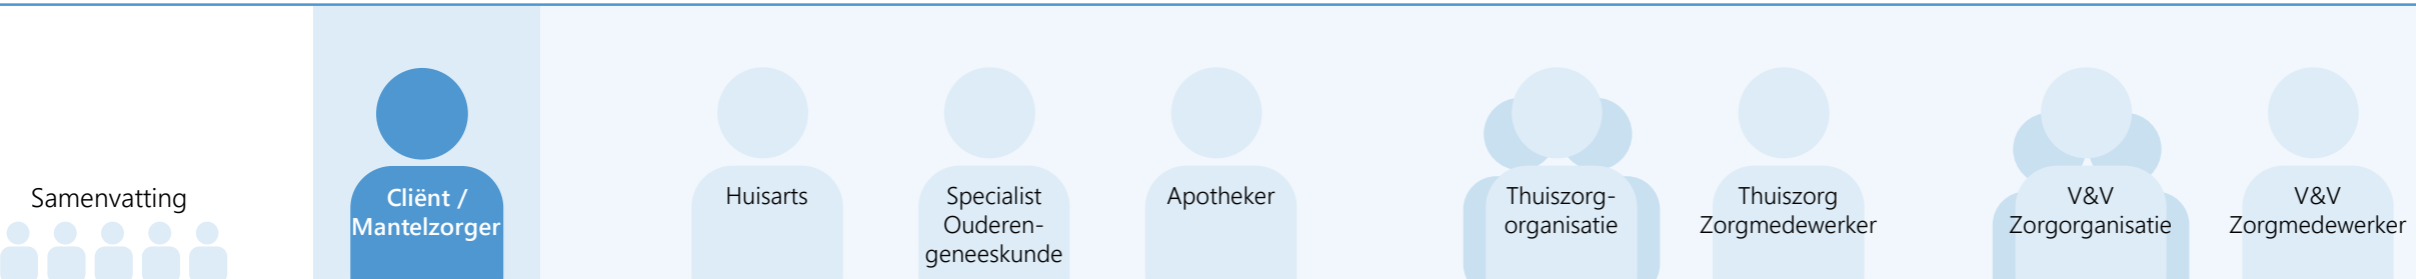 Samenvatting
Cliënt /
Mantelzorger
Huisarts
Specialist
Ouderen-
geneeskunde
Apotheker
Thuiszorg-
organisatie
Thuiszorg
Zorgmedewerker
V&V
Zorgorganisatie
V&V
Zorgmedewerker